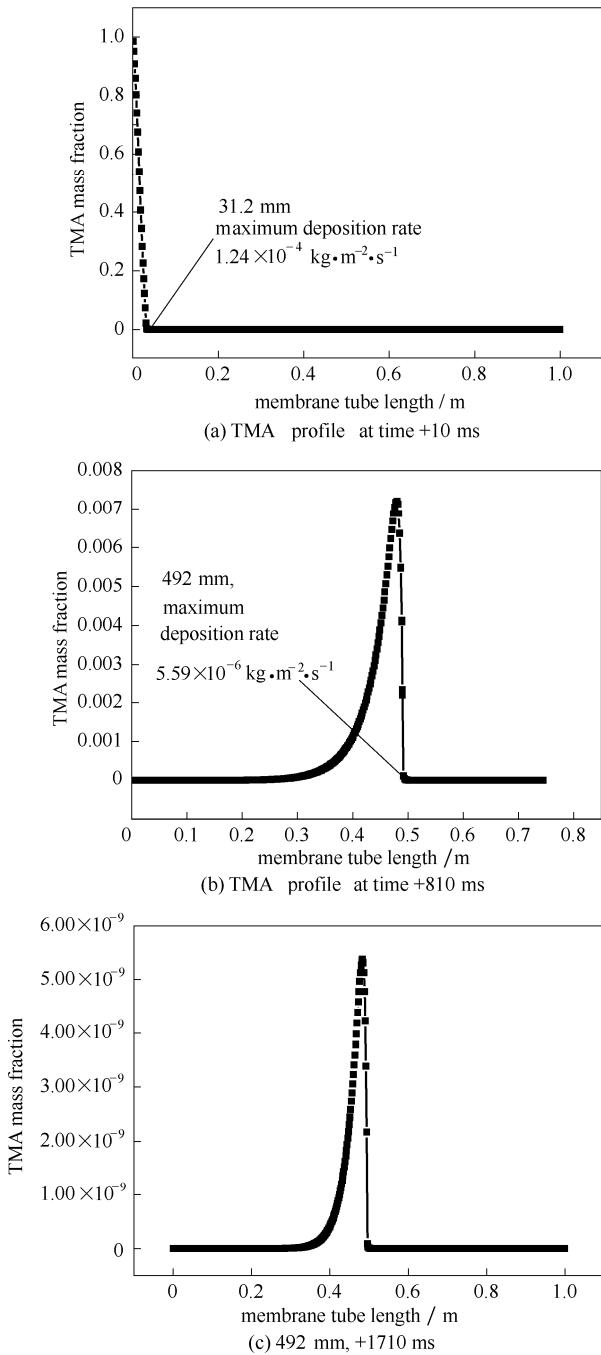 1.0
0.8
0.6
0.4
0.2
0
TMA mass fraction
31.2 mm
maximum deposition rate
1.24×10⁻⁴ kg•m⁻²•s⁻¹
0 0.2 0.4 0.6 0.8 1.0
membrane tube length / m
(a) TMA profile at time +10 ms
0.008
0.007
0.006
0.005
0.004
0.003
0.002
0.001
0
TMA mass fraction
492 mm,
maximum
deposition rate
5.59×10⁻⁶ kg•m⁻²•s⁻¹
0 0.1 0.2 0.3 0.4 0.5 0.6 0.7 0.8
membrane tube length /m
(b) TMA profile at time +810 ms
6.00×10⁻⁹
5.00×10⁻⁹
4.00×10⁻⁹
3.00×10⁻⁹
2.00×10⁻⁹
1.00×10⁻⁹
0
TMA mass fraction
0 0.2 0.4 0.6 0.8 1.0
membrane tube length / m
(c) 492 mm, +1710 ms